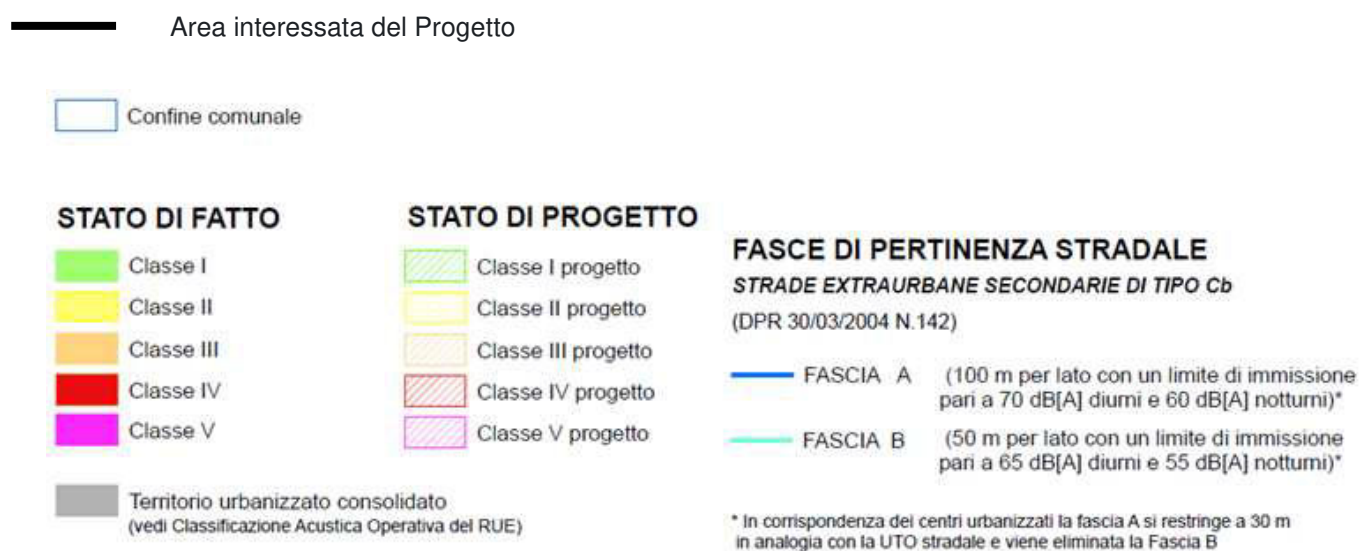 Area interessata del Progetto
Confine comunale
STATO DI FATTO
Classe I
Classe II
Classe III
Classe IV
Classe V
Territorio urbanizzato consolidato
(vedi Classificazione Acustica Operativa del RUE)
STATO DI PROGETTO
Classe I progetto
Classe II progetto
Classe III progetto
Classe IV progetto
Classe V progetto
FASCE DI PERTINENZA STRADALE
STRADE EXTRAURBANE SECONDARIE DI TIPO Cb
(DPR 30/03/2004 N.142)
FASCIA A (100 m per lato con un limite di immissione
pari a 70 dB[A] diurni e 60 dB[A] notturni)*
FASCIA B (50 m per lato con un limite di immissione
pari a 65 dB[A] diurni e 55 dB[A] notturni)*
* In corrispondenza dei centri urbanizzati la fascia A si restringe a 30 m
in analogia con la UTO stradale e viene eliminata la Fascia B